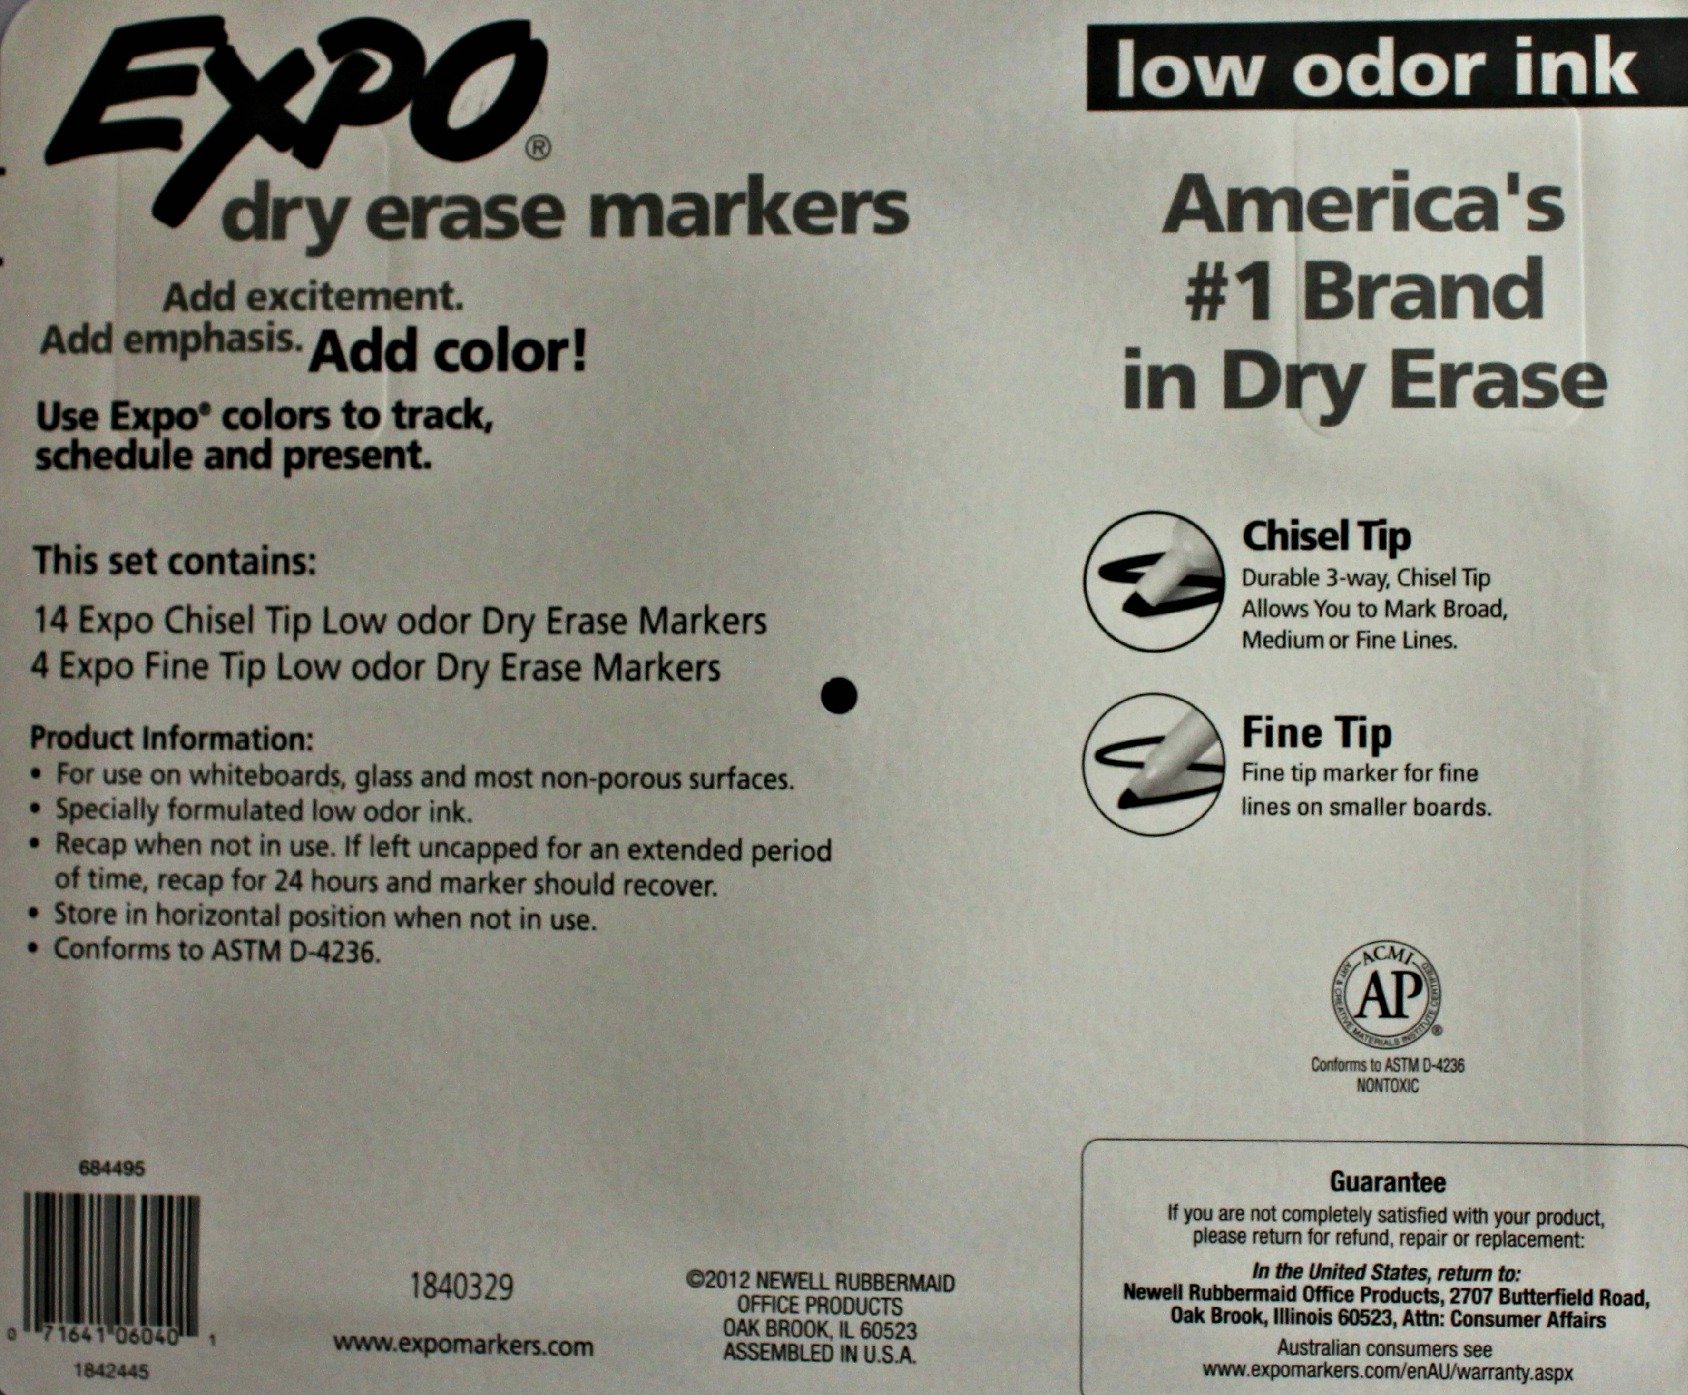 EXPO®
dry erase markers
Add excitement.
Add emphasis. Add color!
Use Expo® colors to track,
schedule and present.
This set contains:
14 Expo Chisel Tip Low odor Dry Erase Markers
4 Expo Fine Tip Low odor Dry Erase Markers
Product Information:
• For use on whiteboards, glass and most non-porous surfaces.
• Specially formulated low odor ink.
• Recap when not in use. If left uncapped for an extended period
of time, recap for 24 hours and marker should recover.
• Store in horizontal position when not in use.
• Conforms to ASTM D-4236.
684495
0 71641 06040 1
1842445
1840329
www.expomarkers.com
©2012 NEWELL RUBBERMAID
OFFICE PRODUCTS
OAK BROOK, IL 60523
ASSEMBLED IN U.S.A.
low odor ink
America's
#1 Brand
in Dry Erase
Chisel Tip
Durable 3-way, Chisel Tip
Allows You to Mark Broad,
Medium or Fine Lines.
Fine Tip
Fine tip marker for fine
lines on smaller boards.
ACMI
AP
ART & CREATIVE MATERIALS INSTITUTE CERTIFIED
®
Conforms to ASTM D-4236
NONTOXIC
Guarantee
If you are not completely satisfied with your product,
please return for refund, repair or replacement:
In the United States, return to:
Newell Rubbermaid Office Products, 2707 Butterfield Road,
Oak Brook, Illinois 60523, Attn: Consumer Affairs
Australian consumers see
www.expomarkers.com/enAU/warranty.aspx